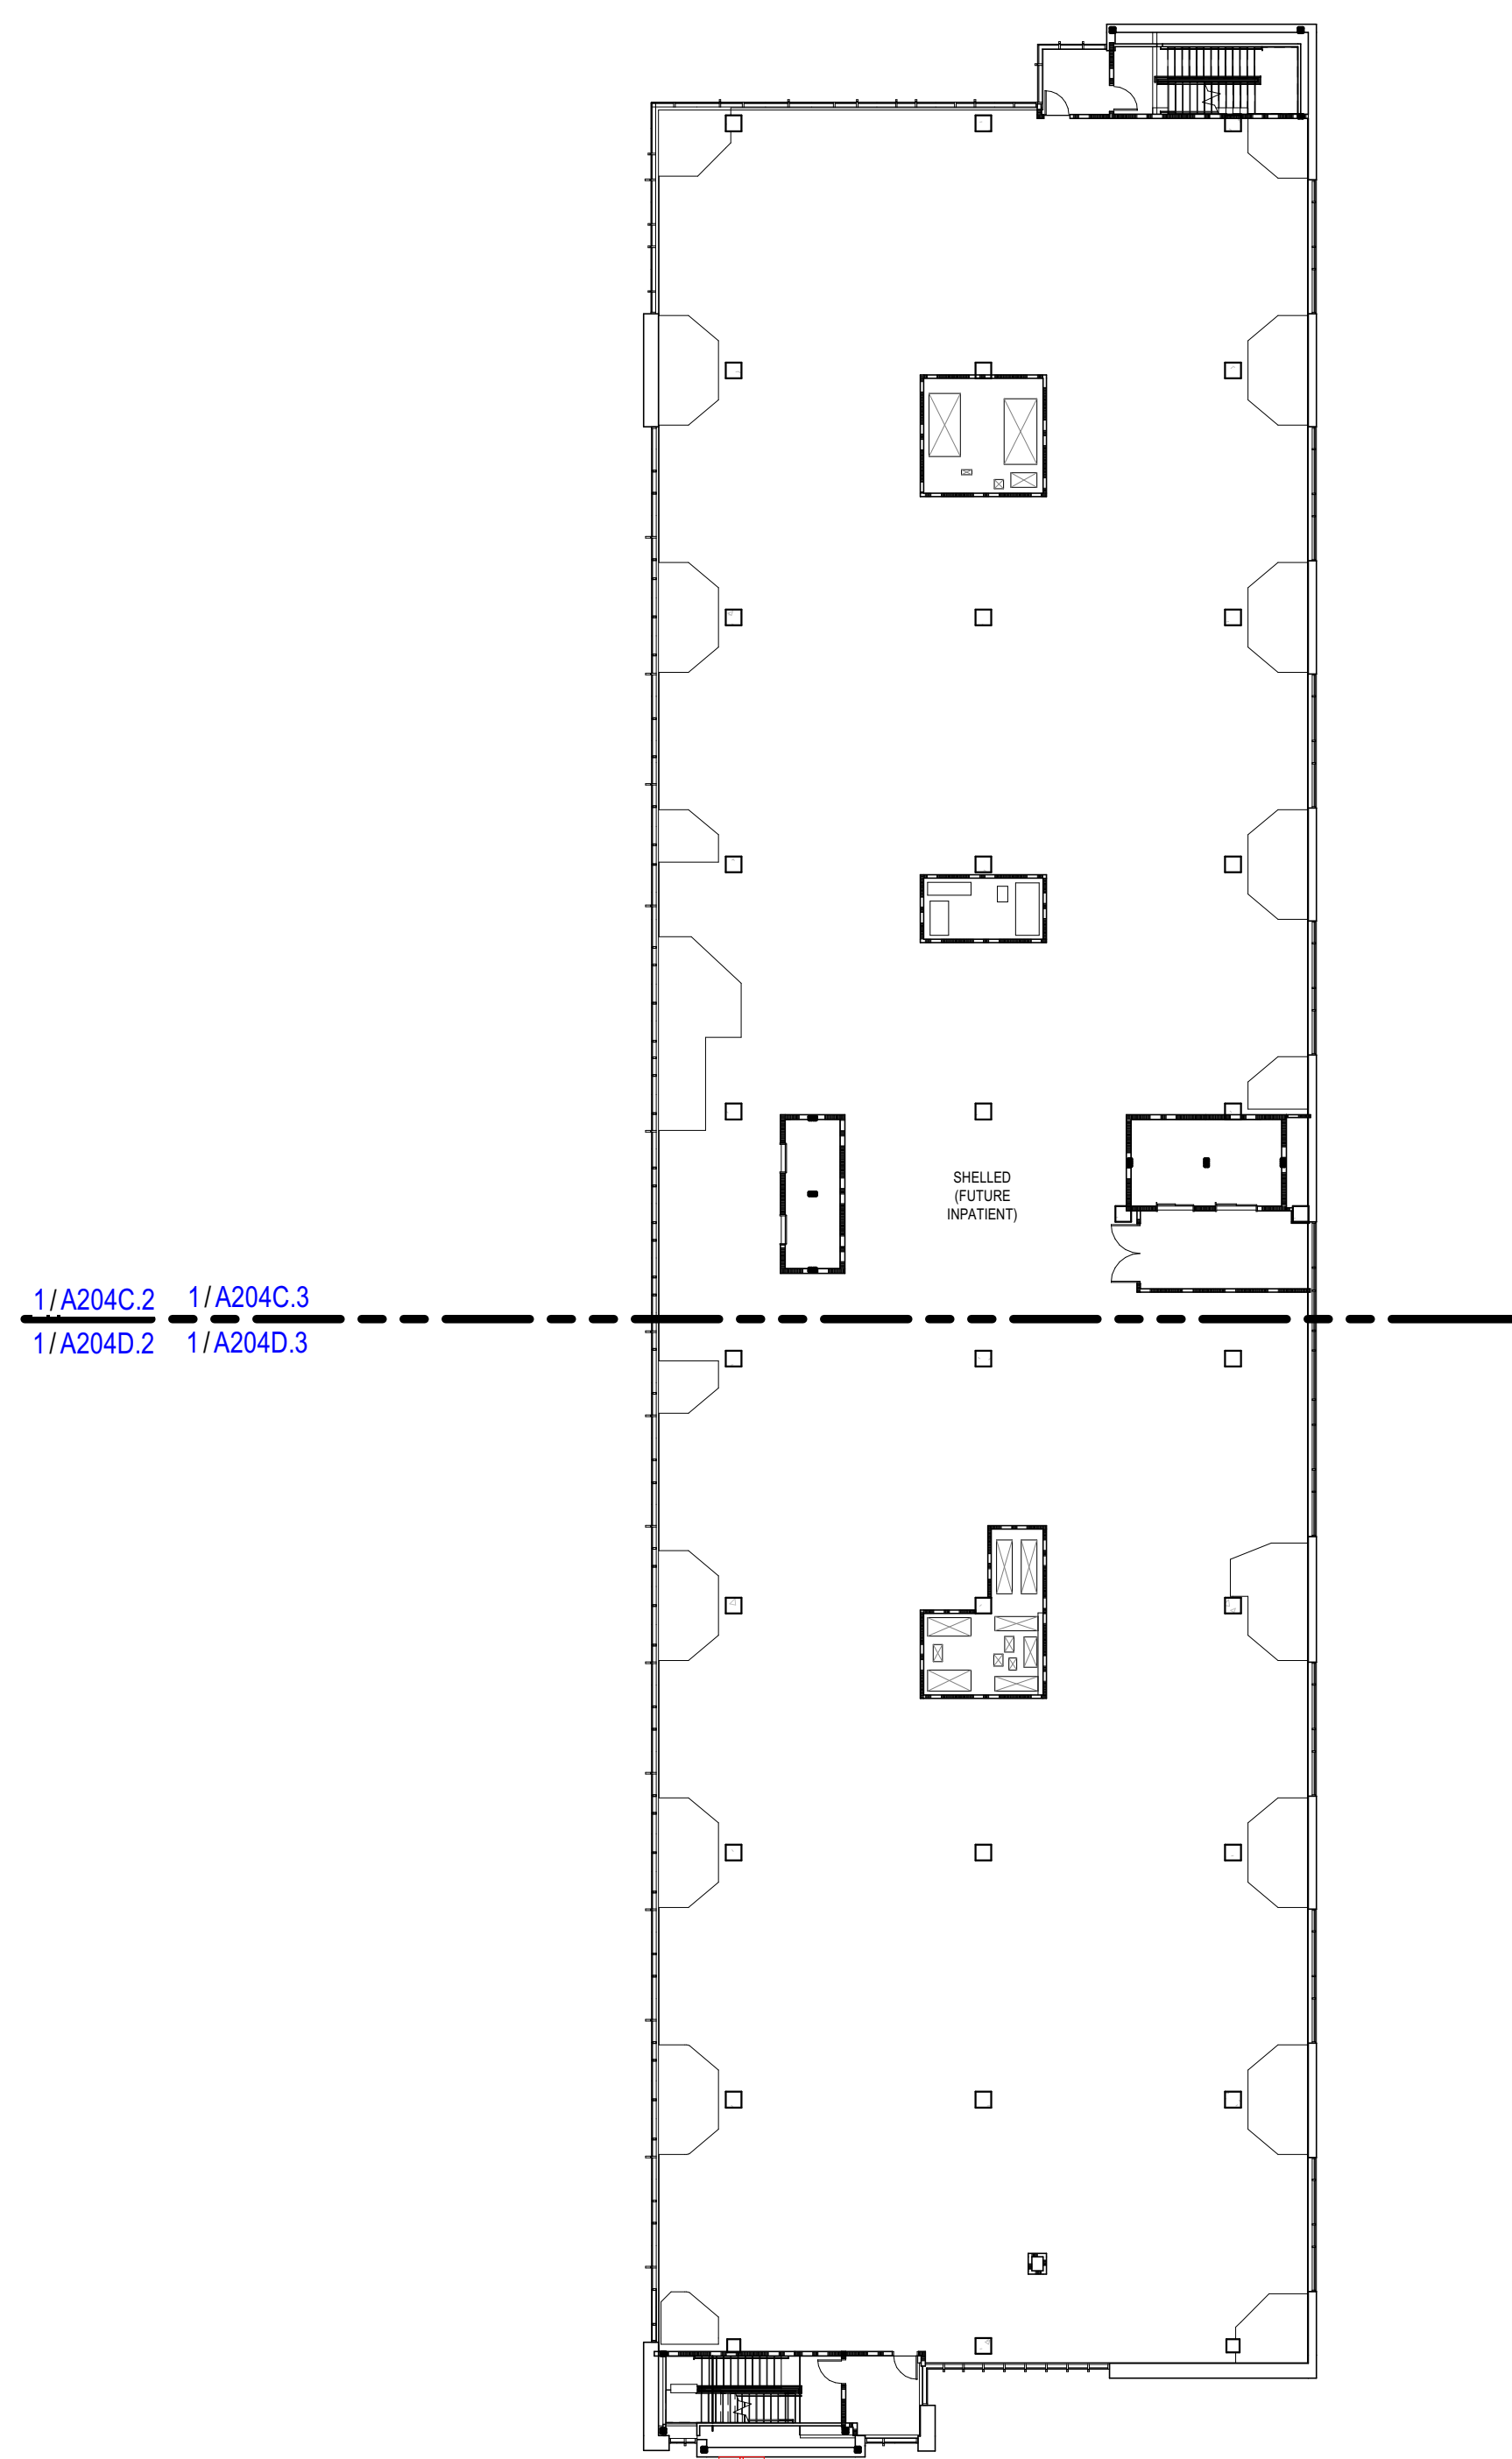 SHELLED
(FUTURE
INPATIENT)
1/A204C.2 1/A204C.3
1/A204D.2 1/A204D.3